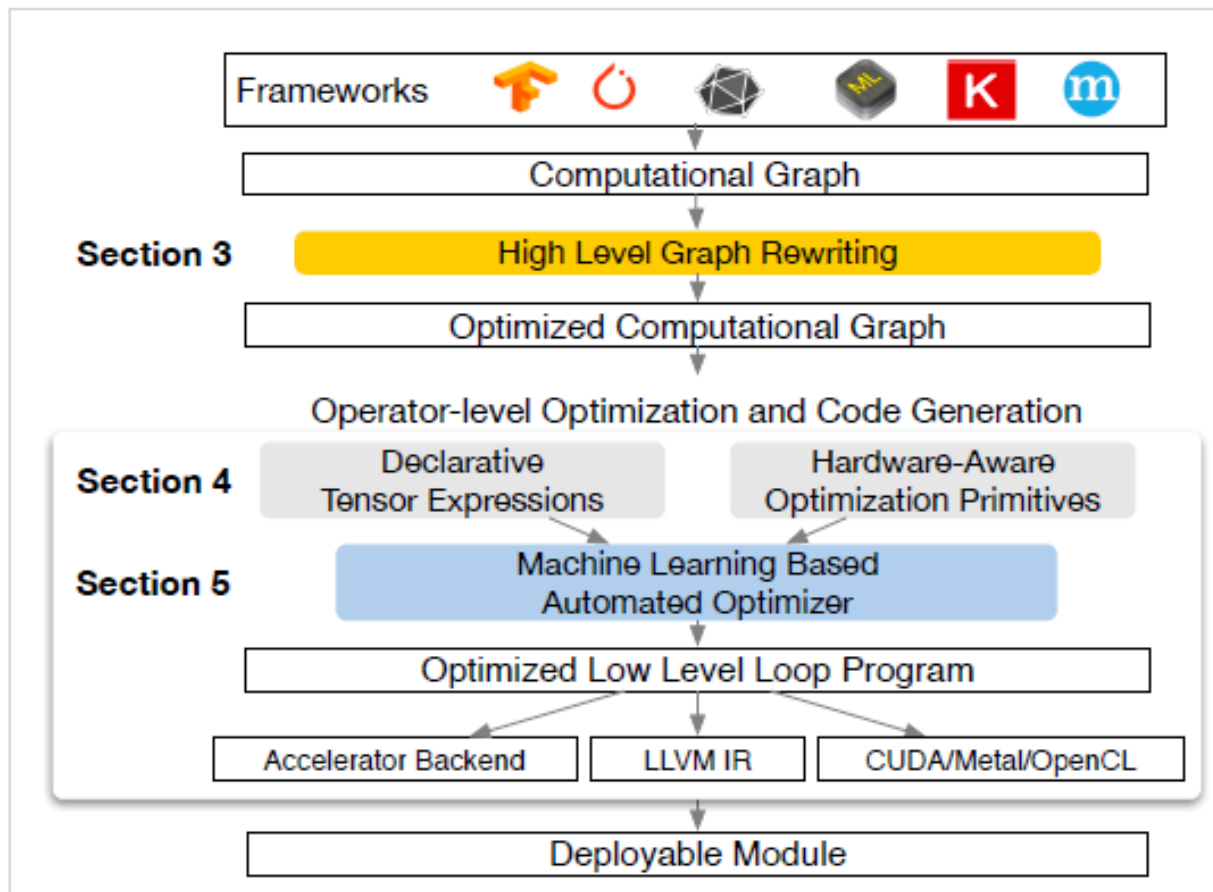 Frameworks
ML
K
m
Computational Graph
Section 3
High Level Graph Rewriting
Optimized Computational Graph
Operator-level Optimization and Code Generation
Section 4
Declarative
Tensor Expressions
Hardware-Aware
Optimization Primitives
Section 5
Machine Learning Based
Automated Optimizer
Optimized Low Level Loop Program
Accelerator Backend
LLVM IR
CUDA/Metal/OpenCL
Deployable Module